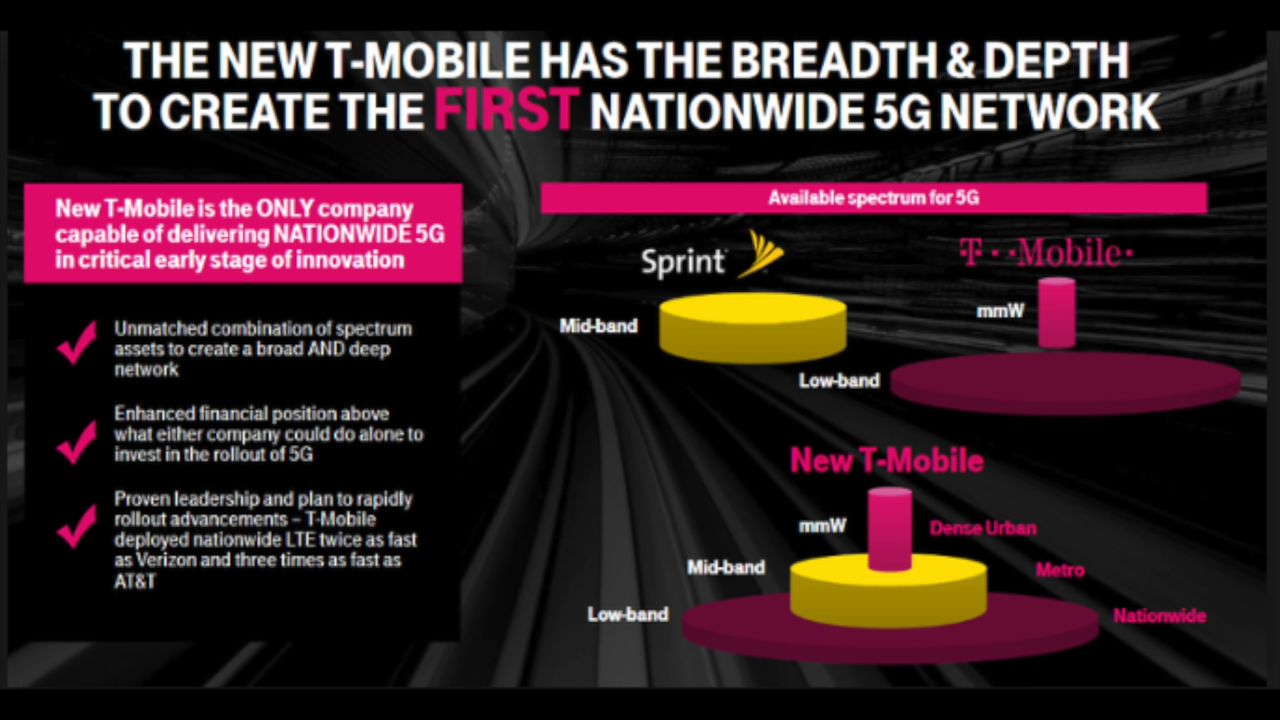 THE NEW T-MOBILE HAS THE BREADTH & DEPTH
TO CREATE THE FIRST NATIONWIDE 5G NETWORK
New T-Mobile is the ONLY company
capable of delivering NATIONWIDE 5G
in critical early stage of innovation
Unmatched combination of spectrum
assets to create a broad AND deep
network
Enhanced financial position above
what either company could do alone to
invest in the rollout of 5G
Proven leadership and plan to rapidly
rollout advancements – T-Mobile
deployed nationwide LTE twice as fast
as Verizon and three times as fast as
AT&T
Available spectrum for 5G
Sprint
T··Mobile·
mmW
Mid-band
Low-band
New T-Mobile
mmW
Dense Urban
Mid-band
Metro
Low-band
Nationwide